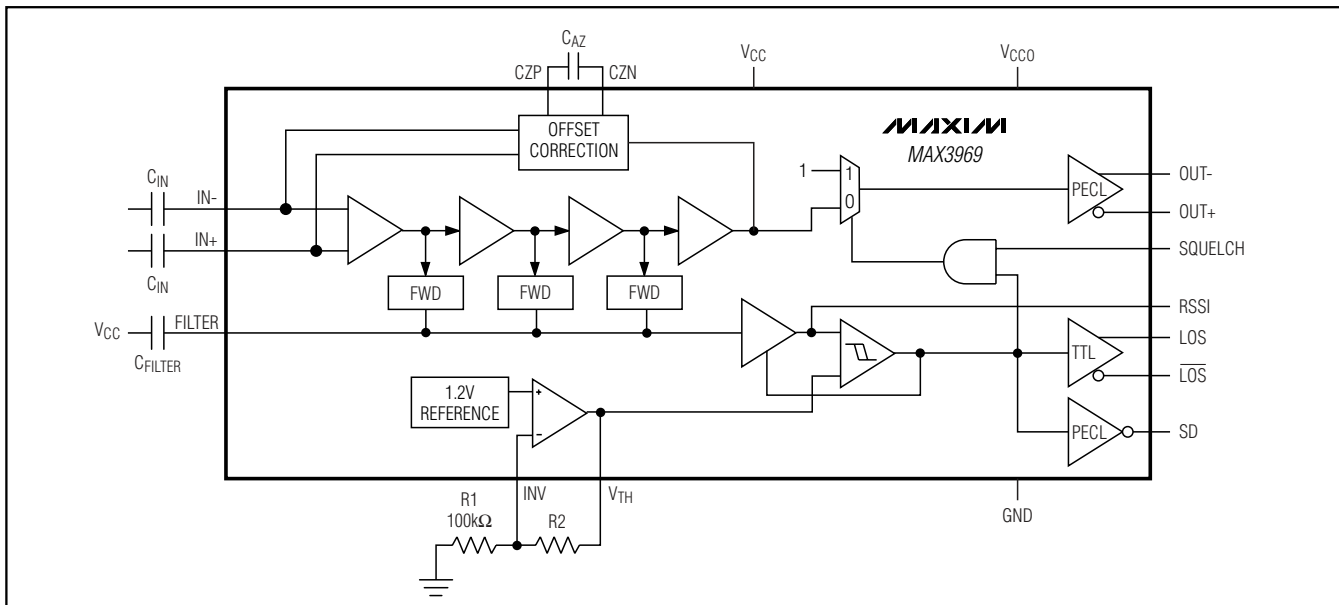 CAZ
CZP
CZN
VCC
VCCO
OFFSET
CORRECTION
MAXIM
MAX3969
CIN
IN-
IN+
CIN
1
1
0
PECL
OUT-
OUT+
SQUELCH
FWD
FWD
FWD
RSSI
VCC
FILTER
CFILTER
TTL
LOS
LOS
1.2V
REFERENCE
+
-
PECL
SD
INV
VTH
GND
R1
100kΩ
R2